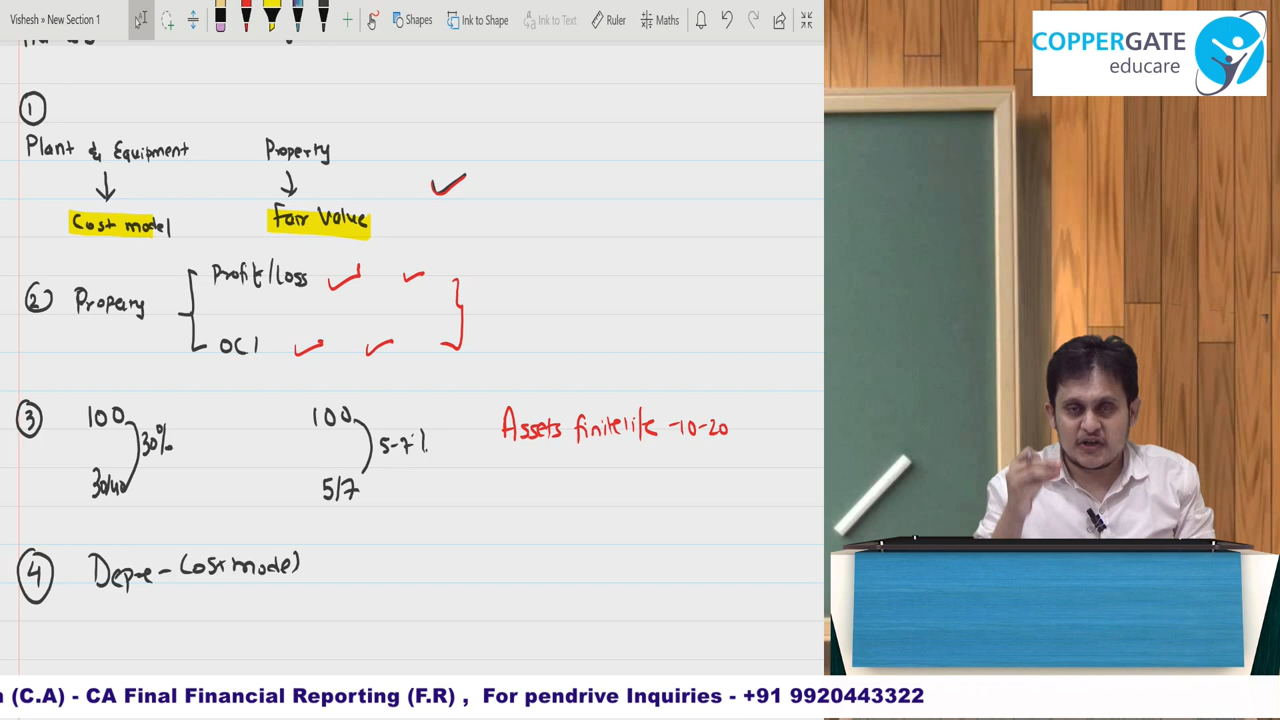 Vishesh » New Section 1
Shapes
Ink to Shape
Ink to Text
Ruler
Maths
COPPERGATE
educare
1
Plant & Equipment Property
Cost model Fair Value
2 Property Profit/Loss
OCI
3 100 30% 100 5-7%. Assets finite life - 10-20
30/40 5/7
4 Depre - Cost model
(C.A) - CA Final Financial Reporting (F.R) , For pendrive Inquiries - +91 9920443322